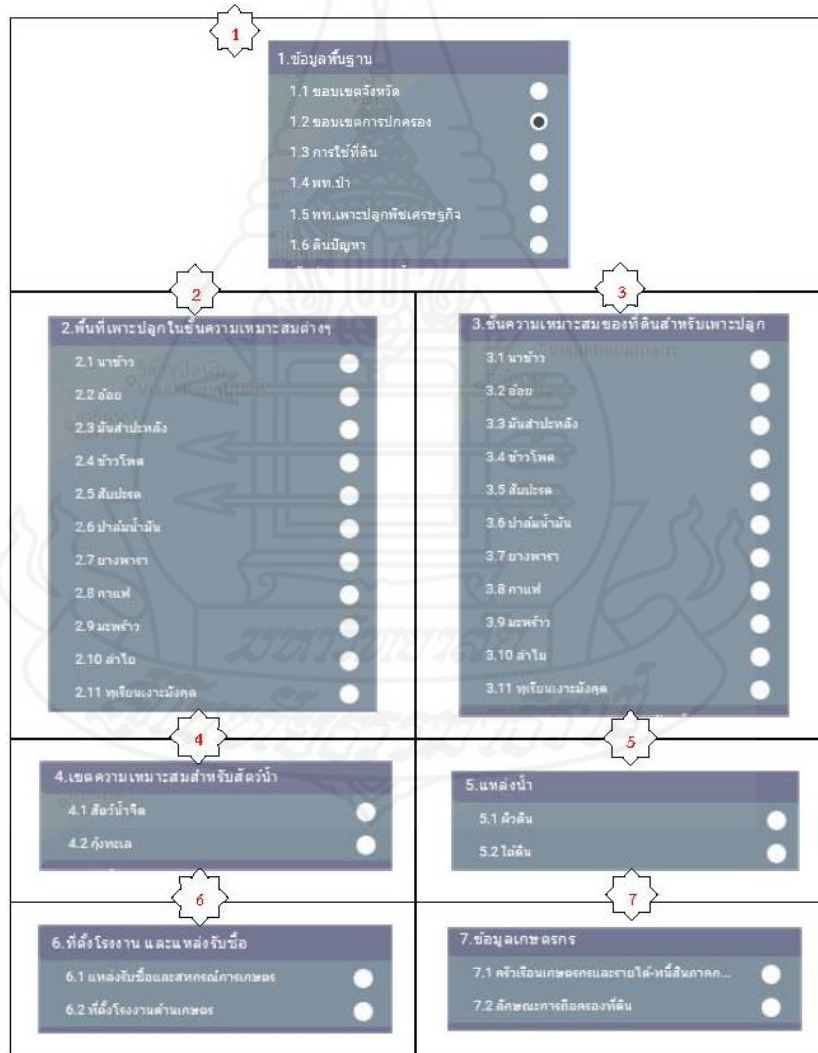 1
1.ข้อมูลพื้นฐาน
1.1 ขอบเขตจังหวัด
1.2 ขอบเขตการปกครอง
1.3 การใช้ที่ดิน
1.4 พท.ป่า
1.5 พท.เพาะปลูกพืชเศรษฐกิจ
1.6 ดินปัญหา
2
2.พื้นที่เพาะปลูกในชั้นความเหมาะสมต่างๆ
2.1 นาข้าว
2.2 อ้อย
2.3 มันสำปะหลัง
2.4 ข้าวโพด
2.5 สับปะรด
2.6 ปาล์มน้ำมัน
2.7 ยางพารา
2.8 กาแฟ
2.9 มะพร้าว
2.10 ลำไย
2.11 ทุเรียนเงาะมังคุด
3
3.ชั้นความเหมาะสมของที่ดินสำหรับเพาะปลูก
3.1 นาข้าว
3.2 อ้อย
3.3 มันสำปะหลัง
3.4 ข้าวโพด
3.5 สับปะรด
3.6 ปาล์มน้ำมัน
3.7 ยางพารา
3.8 กาแฟ
3.9 มะพร้าว
3.10 ลำไย
3.11 ทุเรียนเงาะมังคุด
4
4.เขตความเหมาะสมสำหรับสัตว์น้ำ
4.1 สัตว์น้ำจืด
4.2 กุ้งทะเล
5
5.แหล่งน้ำ
5.1 ผิวดิน
5.2 ใต้ดิน
6
6.ที่ตั้งโรงงาน และแหล่งรับซื้อ
6.1 แหล่งรับซื้อและสหกรณ์การเกษตร
6.2 ที่ตั้งโรงงานด้านเกษตร
7
7.ข้อมูลเกษตรกร
7.1 ครัวเรือนเกษตรกรและรายได้-หนี้สินภาคก...
7.2 ลักษณะการถือครองที่ดิน